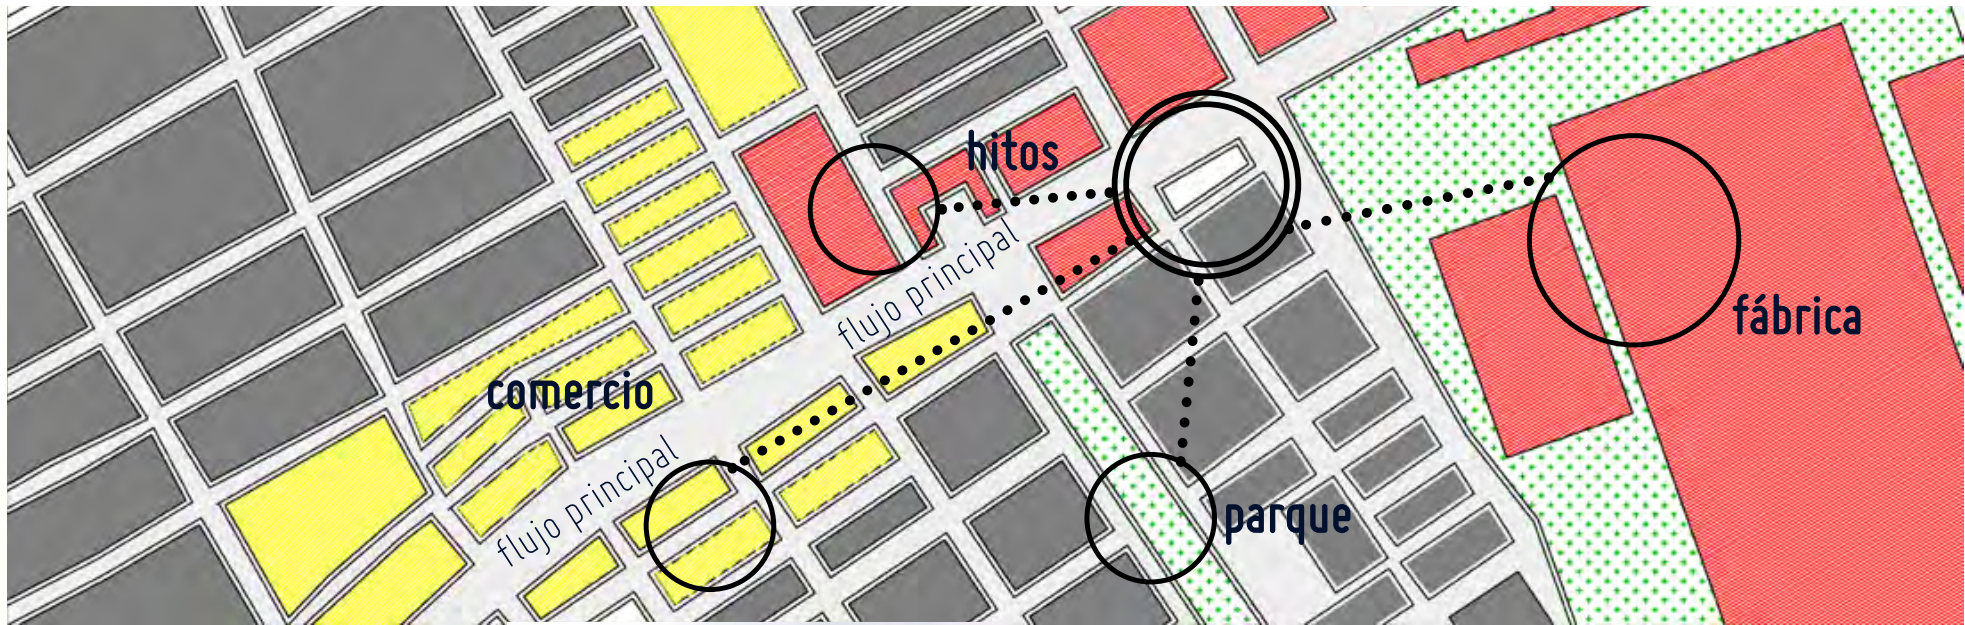 hitos
flujo principal
fábrica
comercio
flujo principal
parque